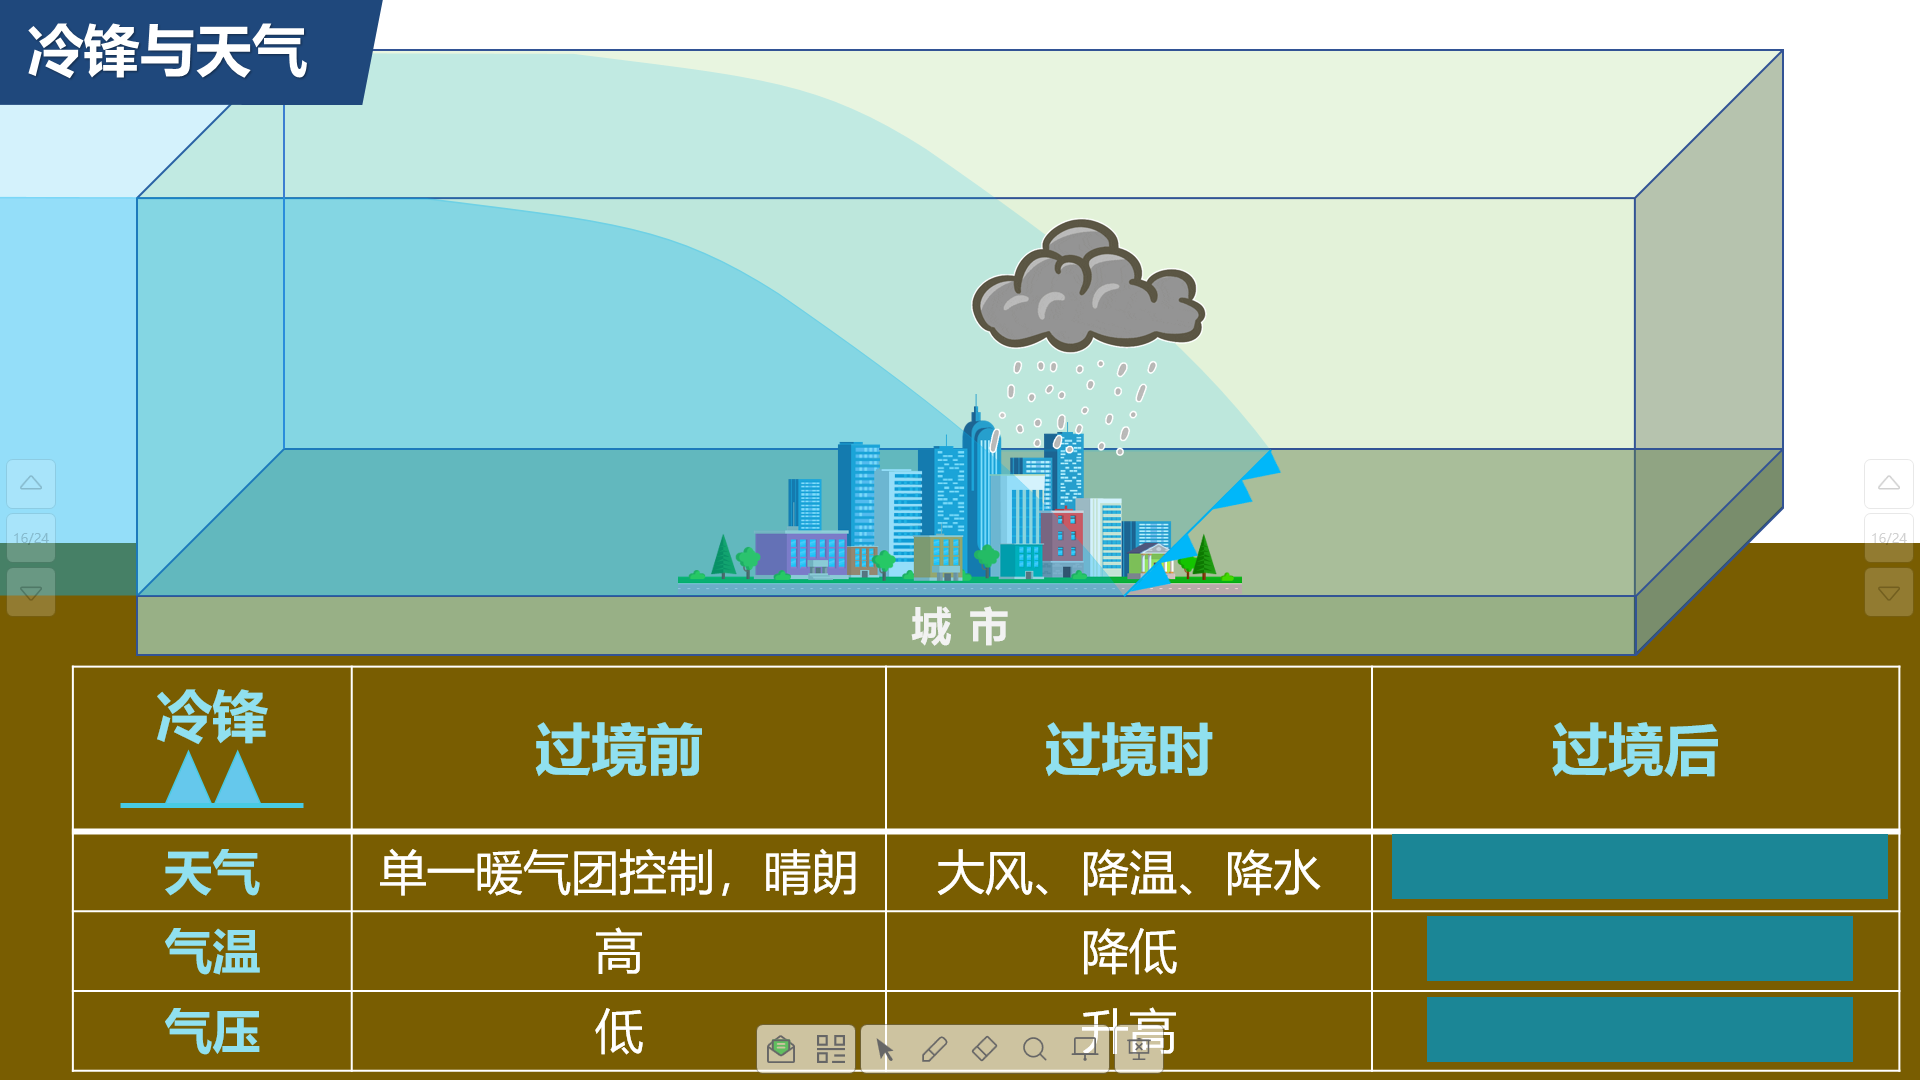 冷锋与天气
16/24
16/24
城 市
冷锋
过境前
过境时
过境后
天气
单一暖气团控制，晴朗
大风、降温、降水
气温
高
降低
气压
低
升高